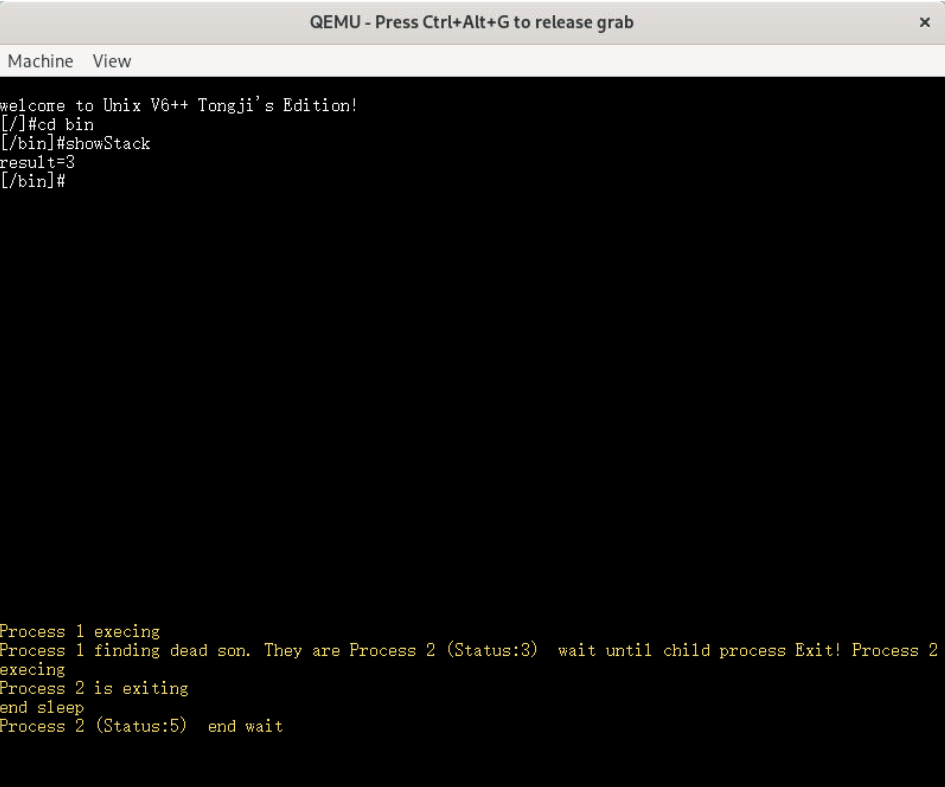 QEMU - Press Ctrl+Alt+G to release grab
Machine View
welcome to Unix V6++ Tongji's Edition!
[/]#cd bin
[/bin]#showStack
result=3
[/bin]#
Process 1 execing
Process 1 finding dead son. They are Process 2 (Status:3)  wait until child process Exit! Process 2
execing
Process 2 is exiting
end sleep
Process 2 (Status:5)  end wait